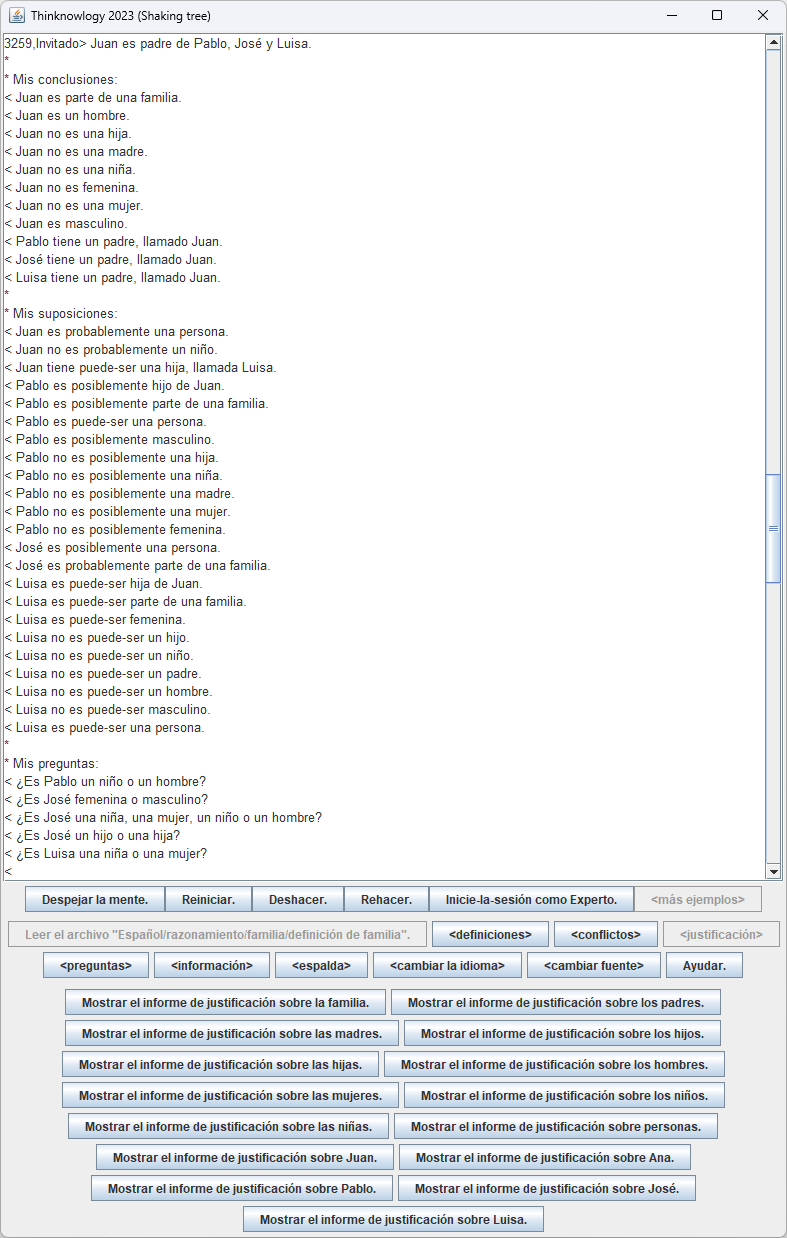 Thinknowlogy 2023 (Shaking tree)
3259,Invitado> Juan es padre de Pablo, José y Luisa.
*
* Mis conclusiones:
< Juan es parte de una familia.
< Juan es un hombre.
< Juan no es una hija.
< Juan no es una madre.
< Juan no es una niña.
< Juan no es femenina.
< Juan no es una mujer.
< Juan es masculino.
< Pablo tiene un padre, llamado Juan.
< José tiene un padre, llamado Juan.
< Luisa tiene un padre, llamado Juan.
*
* Mis suposiciones:
< Juan es probablemente una persona.
< Juan no es probablemente un niño.
< Juan tiene puede-ser una hija, llamada Luisa.
< Pablo es posiblemente hijo de Juan.
< Pablo es posiblemente parte de una familia.
< Pablo es puede-ser una persona.
< Pablo es posiblemente masculino.
< Pablo no es posiblemente una hija.
< Pablo no es posiblemente una niña.
< Pablo no es posiblemente una madre.
< Pablo no es posiblemente una mujer.
< Pablo no es posiblemente femenina.
< José es posiblemente una persona.
< José es probablemente parte de una familia.
< Luisa es puede-ser hija de Juan.
< Luisa es puede-ser parte de una familia.
< Luisa es puede-ser femenina.
< Luisa no es puede-ser un hijo.
< Luisa no es puede-ser un niño.
< Luisa no es puede-ser un padre.
< Luisa no es puede-ser un hombre.
< Luisa no es puede-ser masculino.
< Luisa es puede-ser una persona.
*
* Mis preguntas:
< ¿Es Pablo un niño o un hombre?
< ¿Es José femenina o masculino?
< ¿Es José una niña, una mujer, un niño o un hombre?
< ¿Es José un hijo o una hija?
< ¿Es Luisa una niña o una mujer?
<
Despejar la mente. Reiniciar. Deshacer. Rehacer. Inicie-la-sesión como Experto. <más ejemplos>
Leer el archivo "Español/razonamiento/familia/definición de familia". <definiciones> <conflictos> <justificación>
<preguntas> <información> <espalda> <cambiar la idioma> <cambiar fuente> Ayudar.
Mostrar el informe de justificación sobre la familia. Mostrar el informe de justificación sobre los padres.
Mostrar el informe de justificación sobre las madres. Mostrar el informe de justificación sobre los hijos.
Mostrar el informe de justificación sobre las hijas. Mostrar el informe de justificación sobre los hombres.
Mostrar el informe de justificación sobre las mujeres. Mostrar el informe de justificación sobre los niños.
Mostrar el informe de justificación sobre las niñas. Mostrar el informe de justificación sobre personas.
Mostrar el informe de justificación sobre Juan. Mostrar el informe de justificación sobre Ana.
Mostrar el informe de justificación sobre Pablo. Mostrar el informe de justificación sobre José.
Mostrar el informe de justificación sobre Luisa.